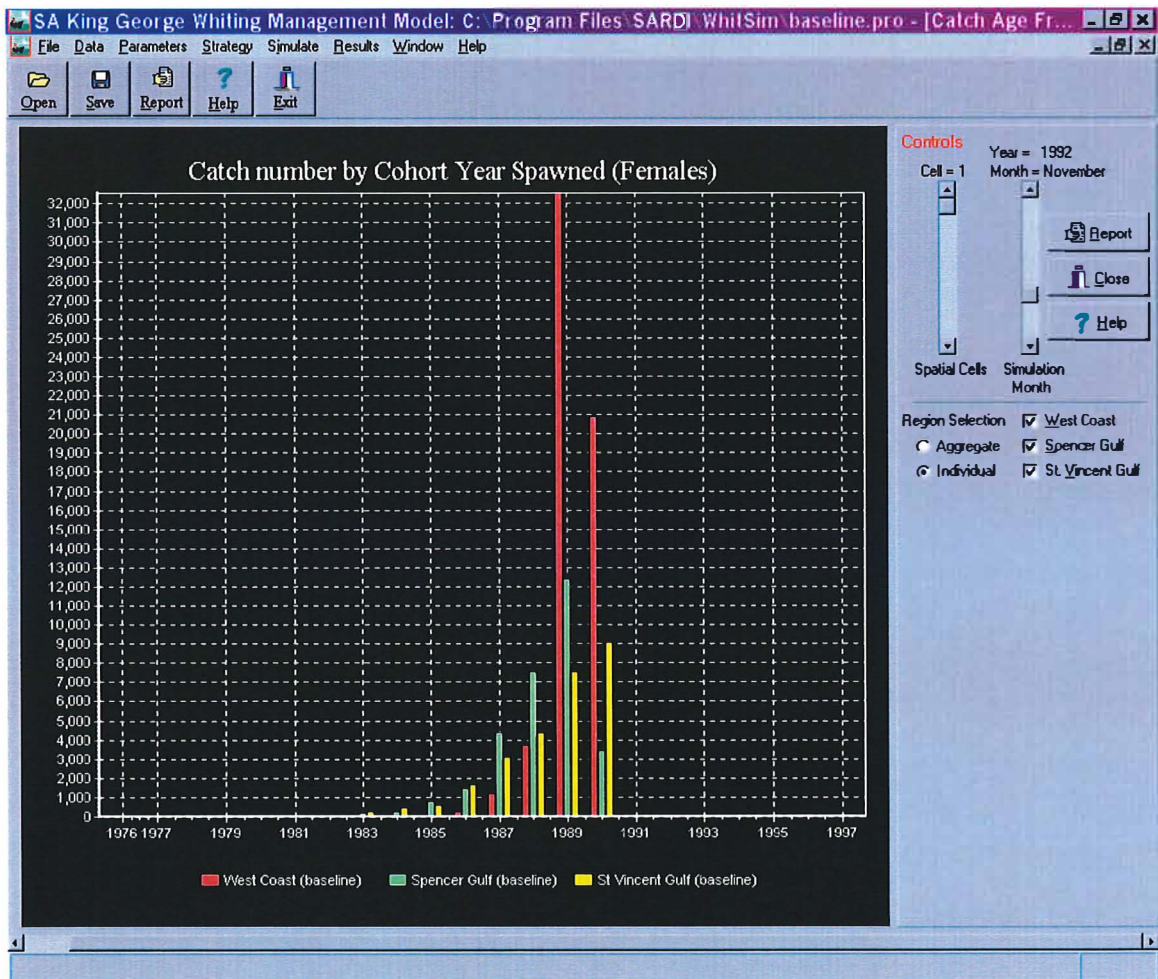 SA King George Whiting Management Model: C:\Program Files\SARDI\WhitSim\baseline.pro - [Catch Age Fr...
File Data Parameters Strategy Simulate Results Window Help
Open Save Report Help Exit
Catch number by Cohort Year Spawned (Females)
32,000
31,000
30,000
29,000
28,000
27,000
26,000
25,000
24,000
23,000
22,000
21,000
20,000
19,000
18,000
17,000
16,000
15,000
14,000
13,000
12,000
11,000
10,000
9,000
8,000
7,000
6,000
5,000
4,000
3,000
2,000
1,000
0
1976 1977 1979 1981 1983 1985 1987 1989 1991 1993 1995 1997
West Coast (baseline) Spencer Gulf (baseline) St Vincent Gulf (baseline)
Controls
Year = 1992
Cell = 1 Month = November
Report
Close
Help
Spatial Cells Simulation
Month
Region Selection West Coast
Aggregate Spencer Gulf
Individual St. Vincent Gulf